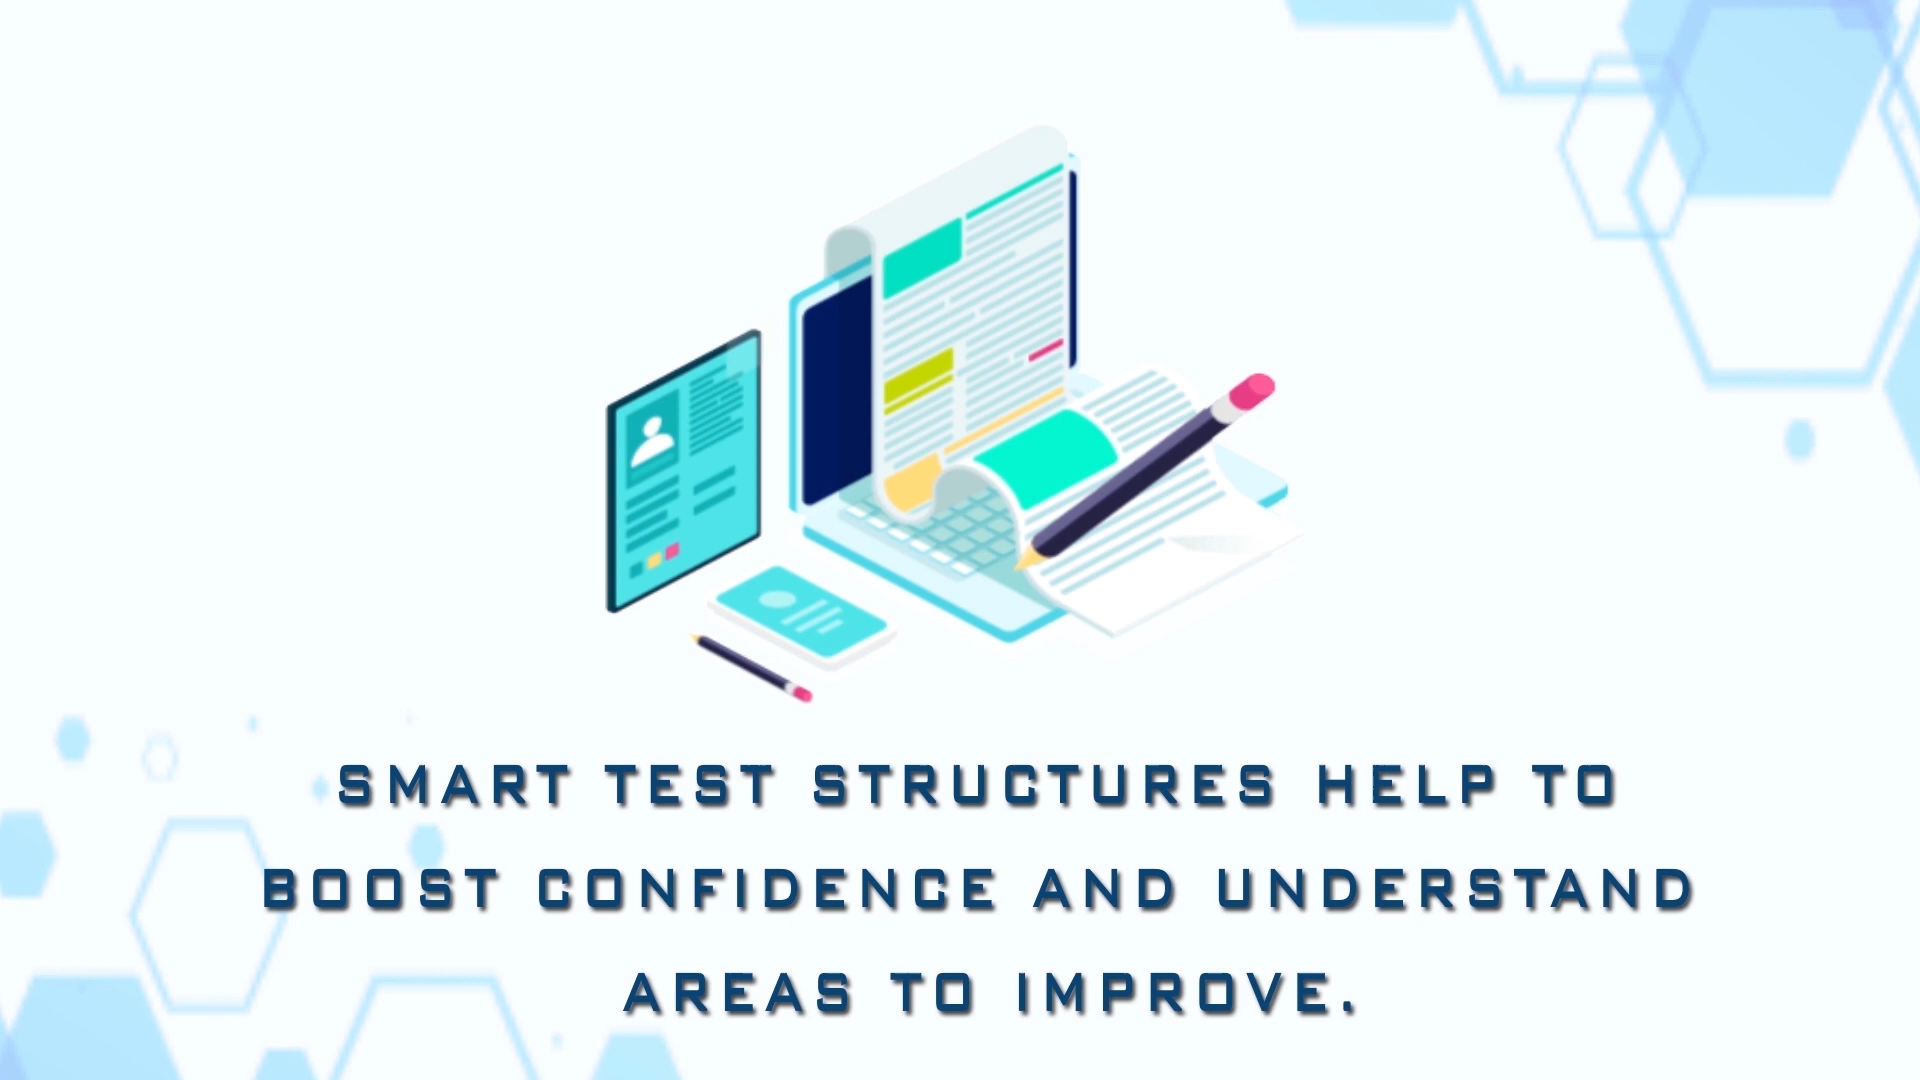 SMART TEST STRUCTURES HELP TO
BOOST CONFIDENCE AND UNDERSTAND
AREAS TO IMPROVE.